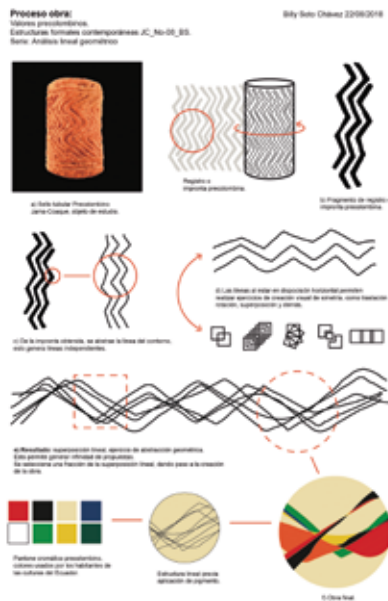 Proceso obra:
Billy Soto Chávez 22/08/2018
Valores precolombinos.
Estructuras formales contemporáneas JC_No-00_BS.
Serie: Análisis lineal geométrico
a) Sello tubular Precolombino
Jama-Coaque, objeto de estudio.
Registro o
impronta precolombina.
b) Fragmento de registro o
impronta precolombina.
c) De la impronta obtenida, se abstrae la línea del contorno,
esto genera líneas independientes.
d) Las líneas al estar en disposición horizontal permiten
realizar ejercicios de creación visual de simetría, como traslación
rotación, superposición y demás.
e) Resultado: superposición lineal, ejercicio de abstracción geométrica.
Esto permite generar infinidad de propuestas.
Se selecciona una fracción de la superposición lineal, dando paso a la creación
de la obra.
cromática precolombina,
colores usados por los habitantes de
las culturas del Ecuador
Estructura lineal previa
aplicación de pigmento.
f) Obra final